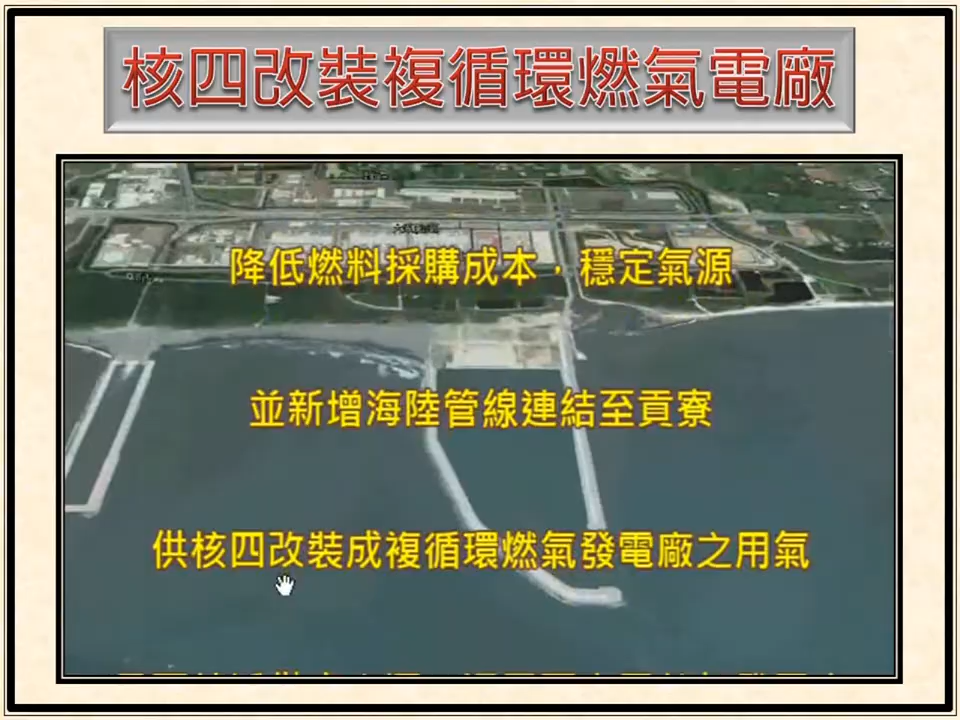 核四改裝複循環燃氣電廠
降低燃料採購成本，穩定氣源
並新增海陸管線連結至貢寮
供核四改裝成複循環燃氣發電廠之用氣